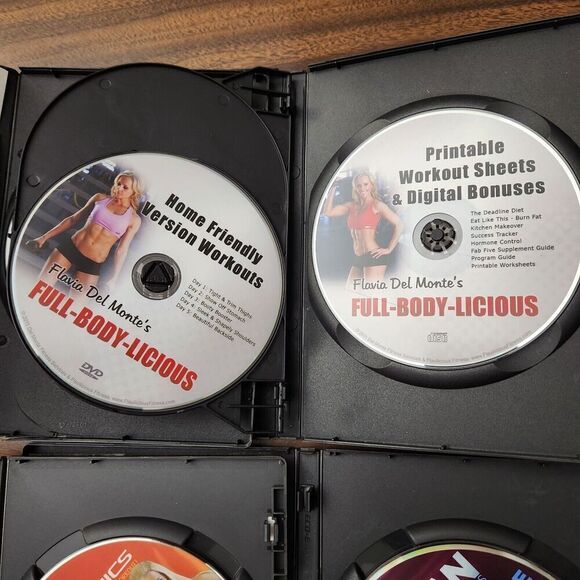 Home Friendly
Version Workouts
Day 1: Tight & Trim Thighs
Day 2: Show Off Stomach
Day 3: Booty Booster
Day 4: Sleek & Shapely Shoulders
Day 5: Beautiful Backside
Flavia Del Monte's
FULL-BODY-LICIOUS
DVD
Printable
Workout Sheets
& Digital Bonuses
The Deadline Diet
Eat Like This - Burn Fat
Kitchen Makeover
Success Tracker
Hormone Control
Fab Five Supplement Guide
Program Guide
Printable Worksheets
Flavia Del Monte's
FULL-BODY-LICIOUS
disc
ICS